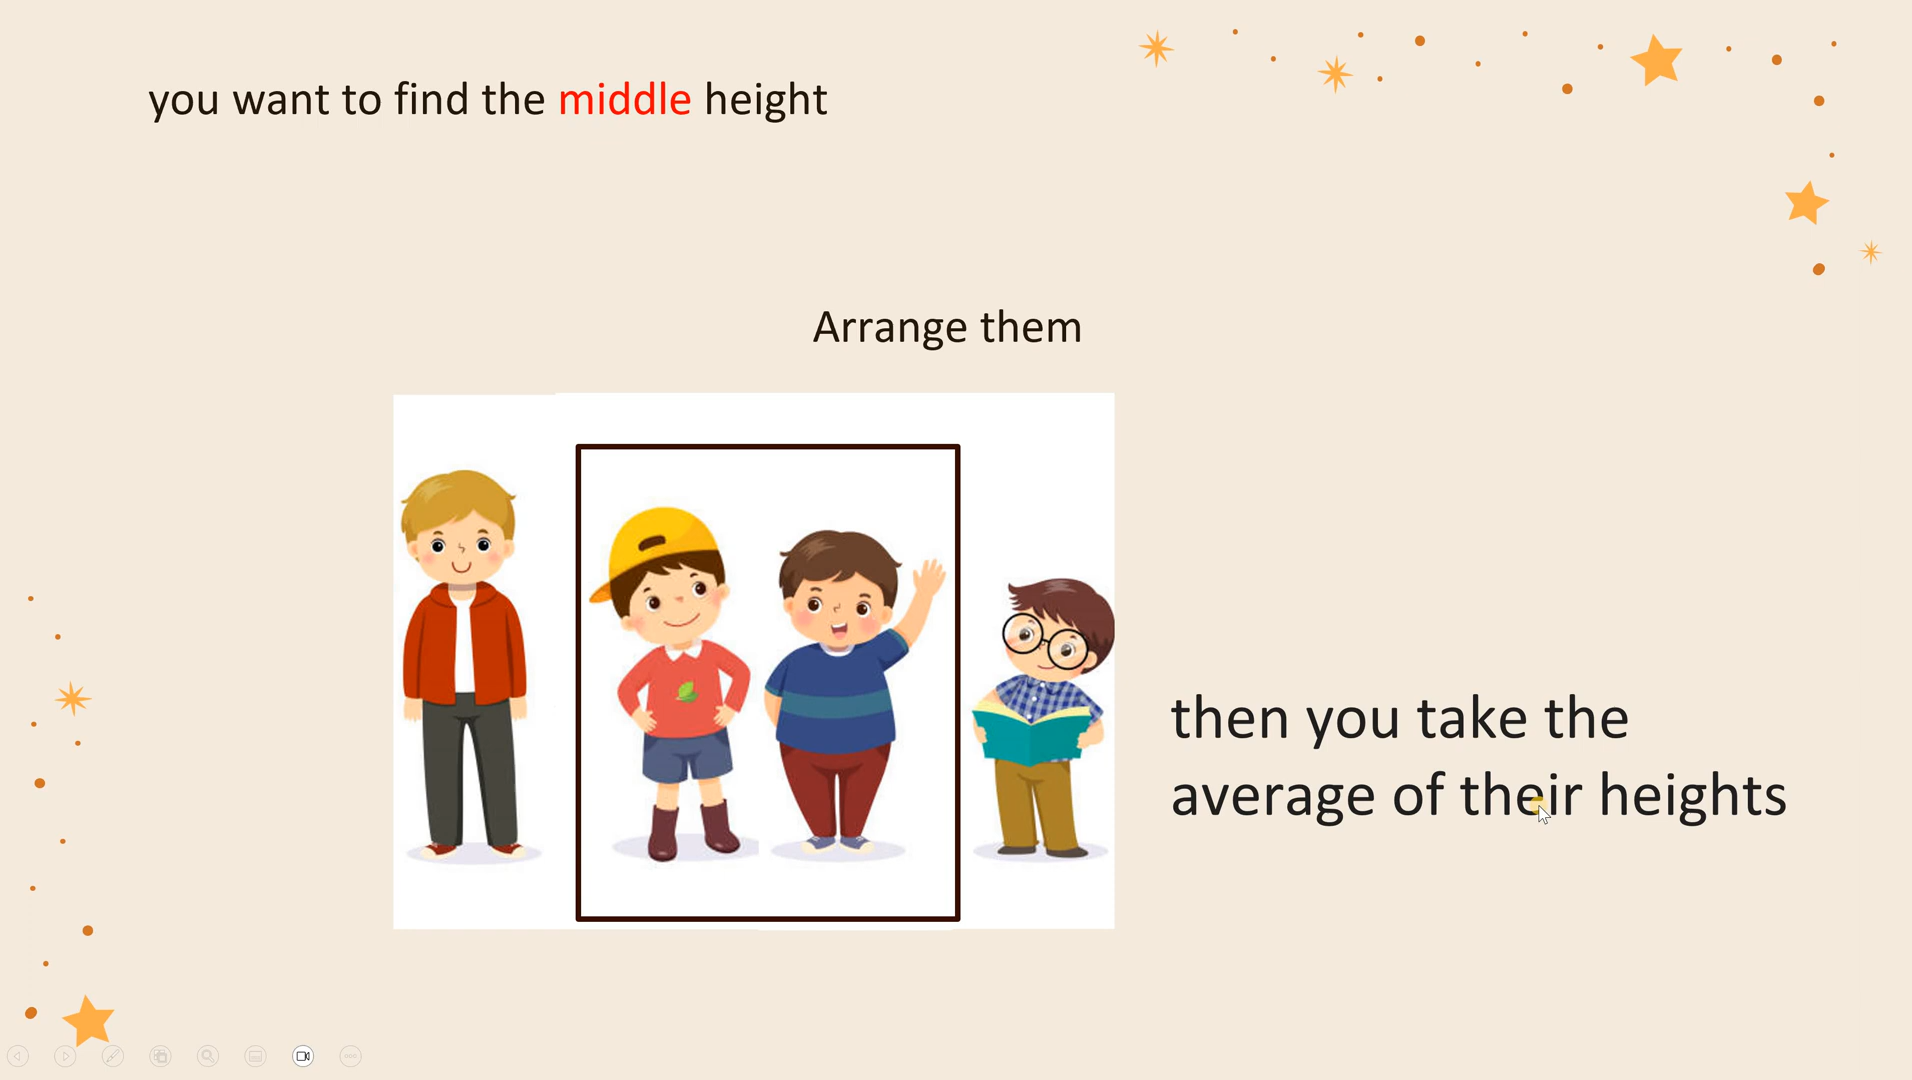 you want to find the middle height
Arrange them
then you take the
average of their heights